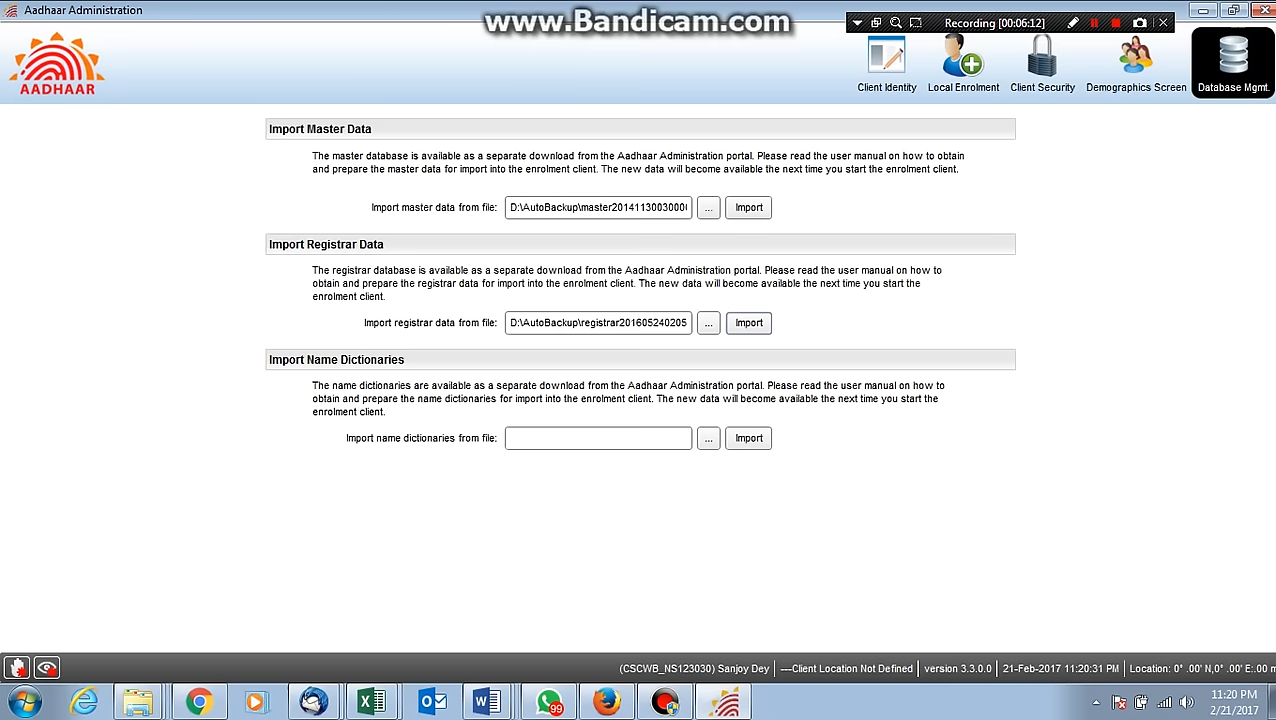 Aadhaar Administration
www.Bandicam.com
Recording [00:06:12]
AADHAAR
Client Identity
Local Enrolment
Client Security
Demographics Screen
Database Mgmt.
Import Master Data
The master database is available as a separate download from the Aadhaar Administration portal. Please read the user manual on how to obtain
and prepare the master data for import into the enrolment client. The new data will become available the next time you start the enrolment client.
Import master data from file: D:\AutoBackup\master2014113003000 ... Import
Import Registrar Data
The registrar database is available as a separate download from the Aadhaar Administration portal. Please read the user manual on how to
obtain and prepare the registrar data for import into the enrolment client. The new data will become available the next time you start the
enrolment client.
Import registrar data from file: D:\AutoBackup\registrar201605240205 ... Import
Import Name Dictionaries
The name dictionaries are available as a separate download from the Aadhaar Administration portal. Please read the user manual on how to
obtain and prepare the name dictionaries for import into the enrolment client. The new data will become available the next time you start the
enrolment client.
Import name dictionaries from file: ... Import
(CSCWB_NS123030) Sanjoy Dey
----Client Location Not Defined
version 3.3.0.0
21-Feb-2017 11:20:31 PM
Location: 0° .00' N,0° .00' E:.00 m
99
11:20 PM
2/21/2017